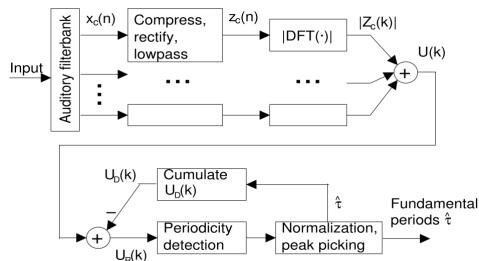 Input
Auditory filterbank
x_c(n)
Compress,
rectify,
lowpass
z_c(n)
|DFT(·)|
|Z_c(k)|
U(k)
+
...
...
...
U_D(k)
Cumulate
U_D(k)
τ̂
Fundamental
periods τ̂
−
+
U_R(k)
Periodicity
detection
Normalization,
peak picking